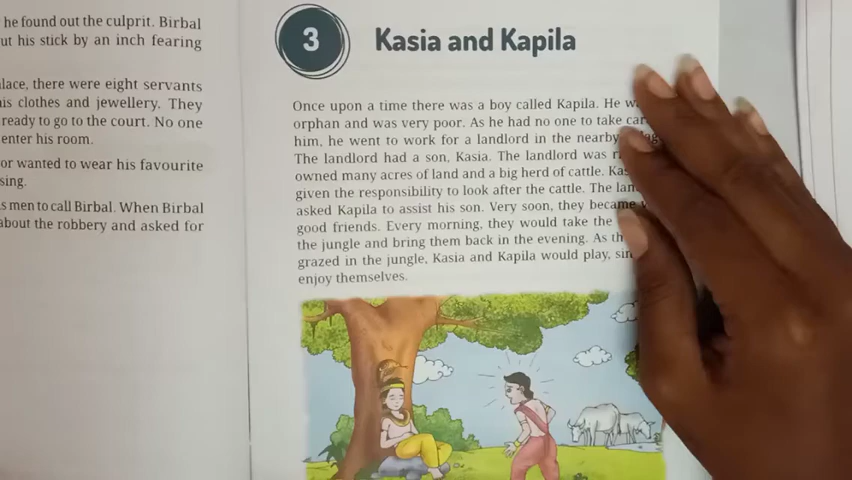 he found out the culprit. Birbal
ut his stick by an inch fearing
lace, there were eight servants
is clothes and jewellery. They
ready to go to the court. No one
enter his room.
or wanted to wear his favourite
sing.
s men to call Birbal. When Birbal
about the robbery and asked for
3
Kasia and Kapila
Once upon a time there was a boy called Kapila. He
orphan and was very poor. As he had no one to take
him, he went to work for a landlord in the nearby
The landlord had a son, Kasia. The landlord was
owned many acres of land and a big herd of cattle.
given the responsibility to look after the cattle. The
asked Kapila to assist his son. Very soon, they became
good friends. Every morning, they would take the
the jungle and bring them back in the evening. As
grazed in the jungle, Kasia and Kapila would play,
enjoy themselves.